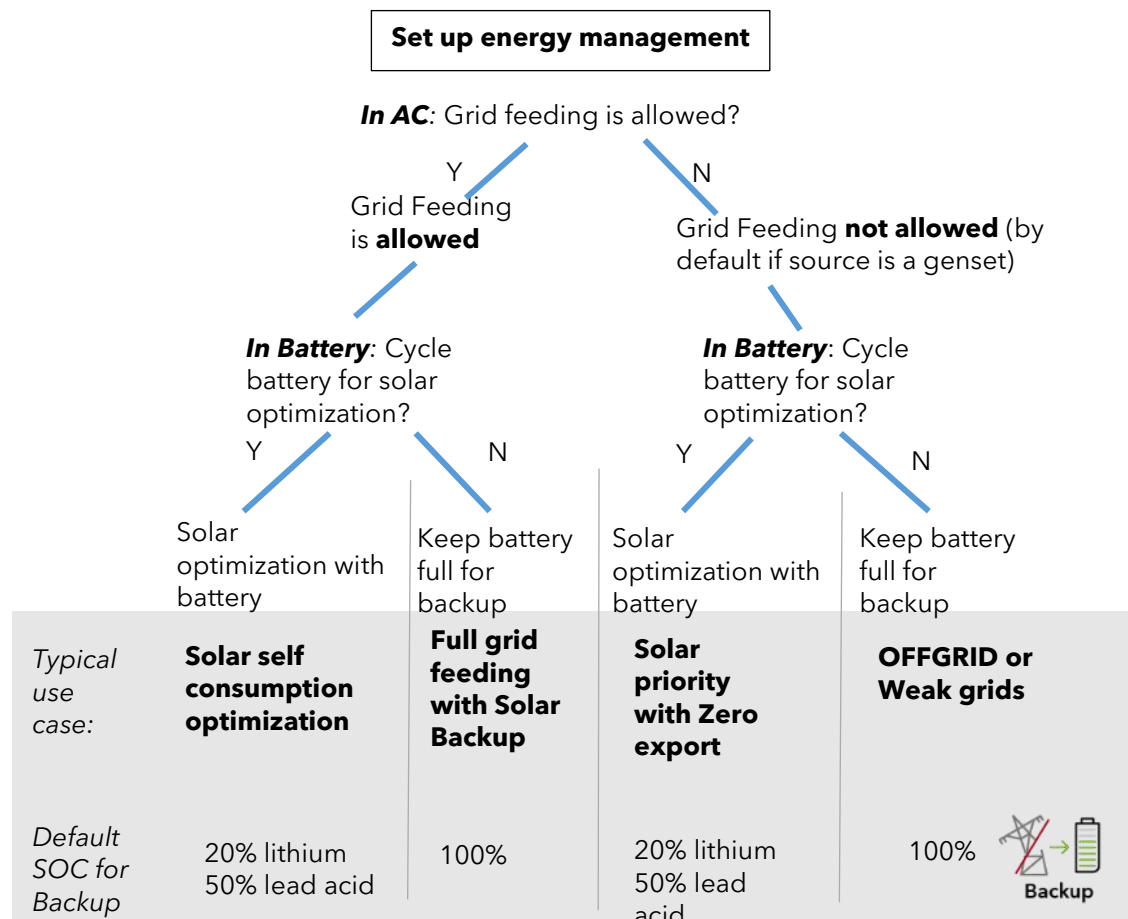 Set up energy management
In AC: Grid feeding is allowed?
Y
N
Grid Feeding
is allowed
Grid Feeding not allowed (by
default if source is a genset)
In Battery: Cycle
battery for solar
optimization?
In Battery: Cycle
battery for solar
optimization?
Y
N
Y
N
Solar
optimization with
battery
Keep battery
full for
backup
Solar
optimization with
battery
Keep battery
full for
backup
Typical
use
case:
Solar self
consumption
optimization
Full grid
feeding
with Solar
Backup
Solar
priority
with Zero
export
OFFGRID or
Weak grids
Default
SOC for
Backup
20% lithium
50% lead acid
100%
20% lithium
50% lead
acid
100%
Backup